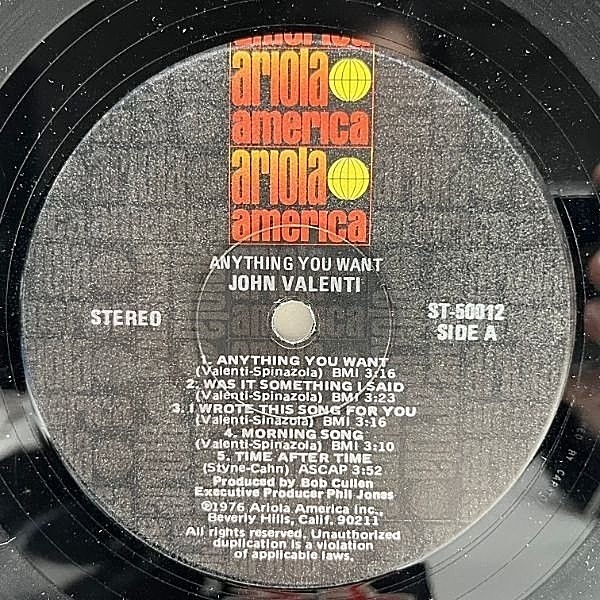 america
ariola
america
ariola
america
ANYTHING YOU WANT
JOHN VALENTI
STEREO
ST-50012
SIDE A
1. ANYTHING YOU WANT
(Valenti-Spinazola) BMI 3:16
2. WAS IT SOMETHING I SAID
(Valenti-Spinazola) BMI 3:23
3. I WROTE THIS SONG FOR YOU
(Valenti-Sinazola) BMI 3:16
4. MORNING SONG
(Valenti-Spinazola) BMI 3:10
5. TIME AFTER TIME
(Styne-Cahn) ASCAP 3:52
Produced by Bob Cullen
Executive Producer Phil Jones
©℗1976 Ariola America Inc.,
Beverly Hills, Calif. 90211
All rights reserved. Unauthorized
duplication is a violation
of applicable laws.